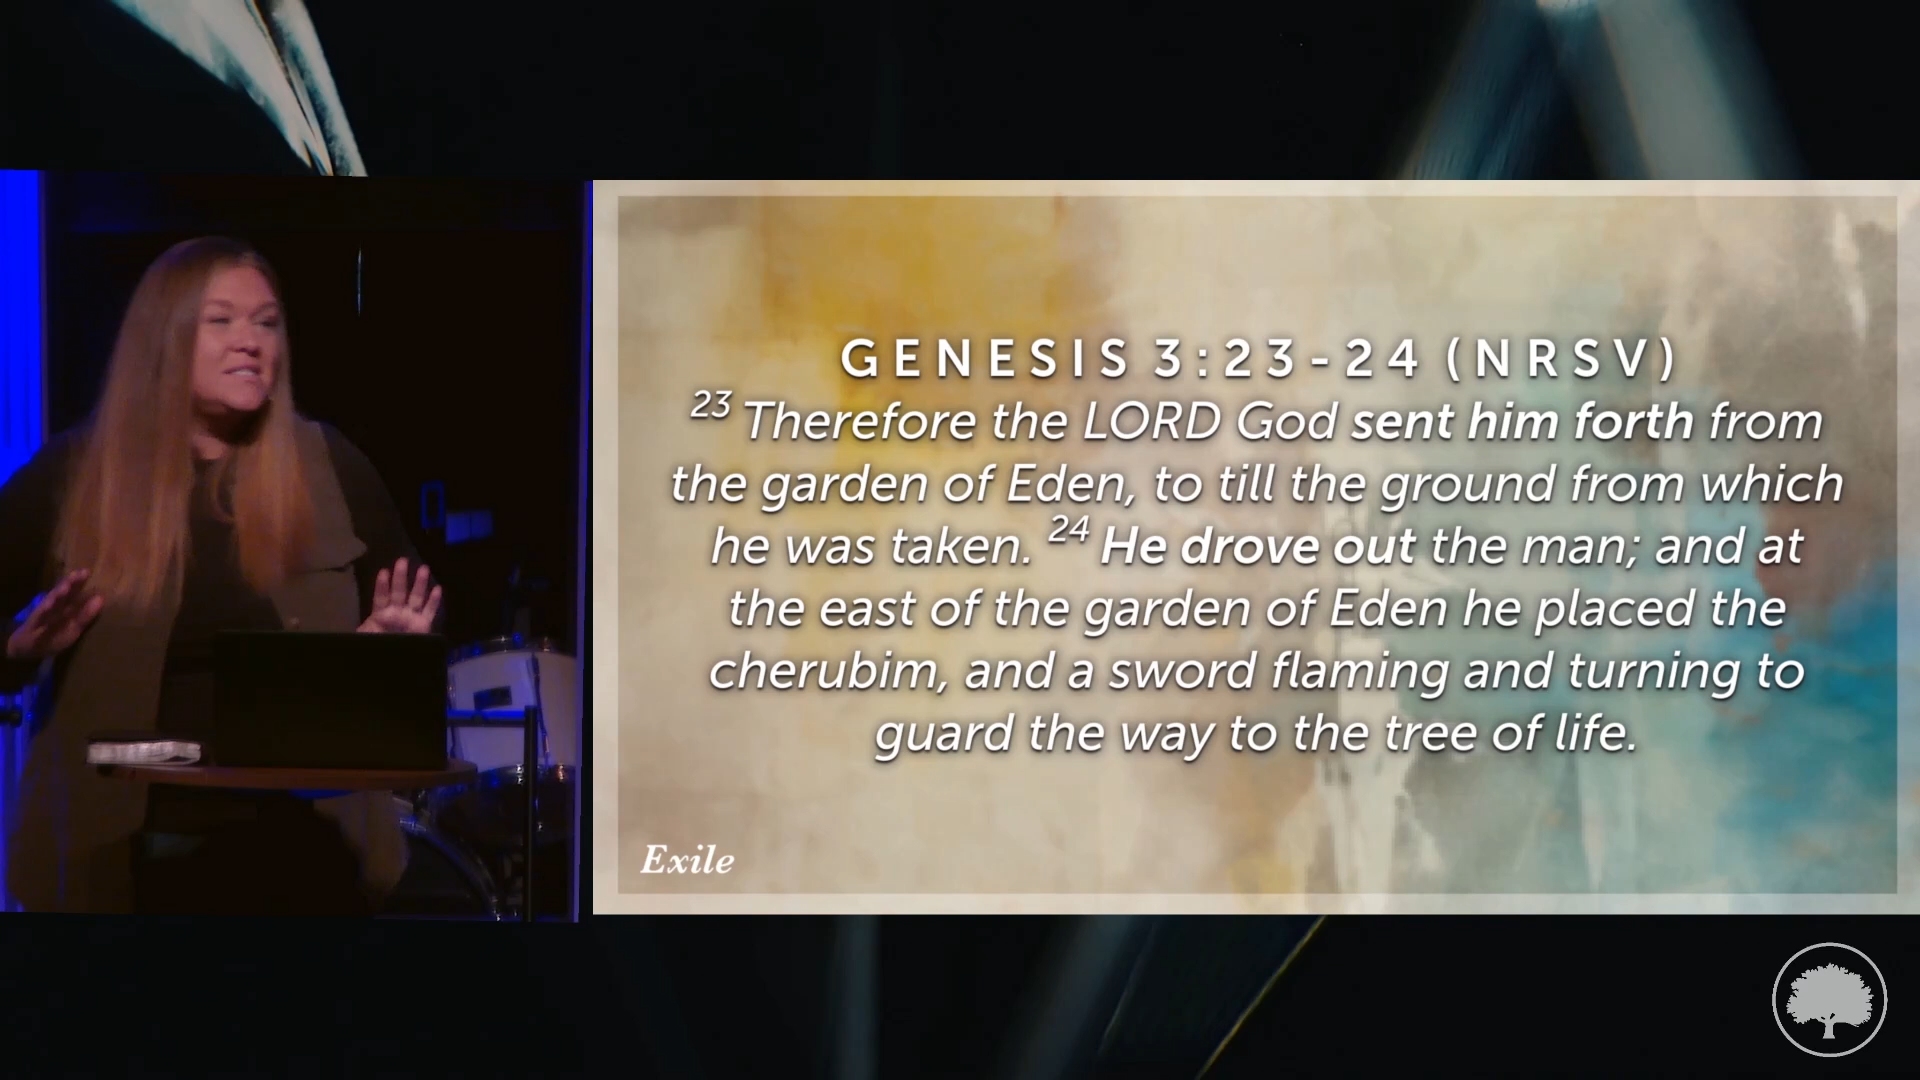 GENESIS 3:23-24 (NRSV)
23 Therefore the LORD God sent him forth from
the garden of Eden, to till the ground from which
he was taken. 24 He drove out the man; and at
the east of the garden of Eden he placed the
cherubim, and a sword flaming and turning to
guard the way to the tree of life.
Exile